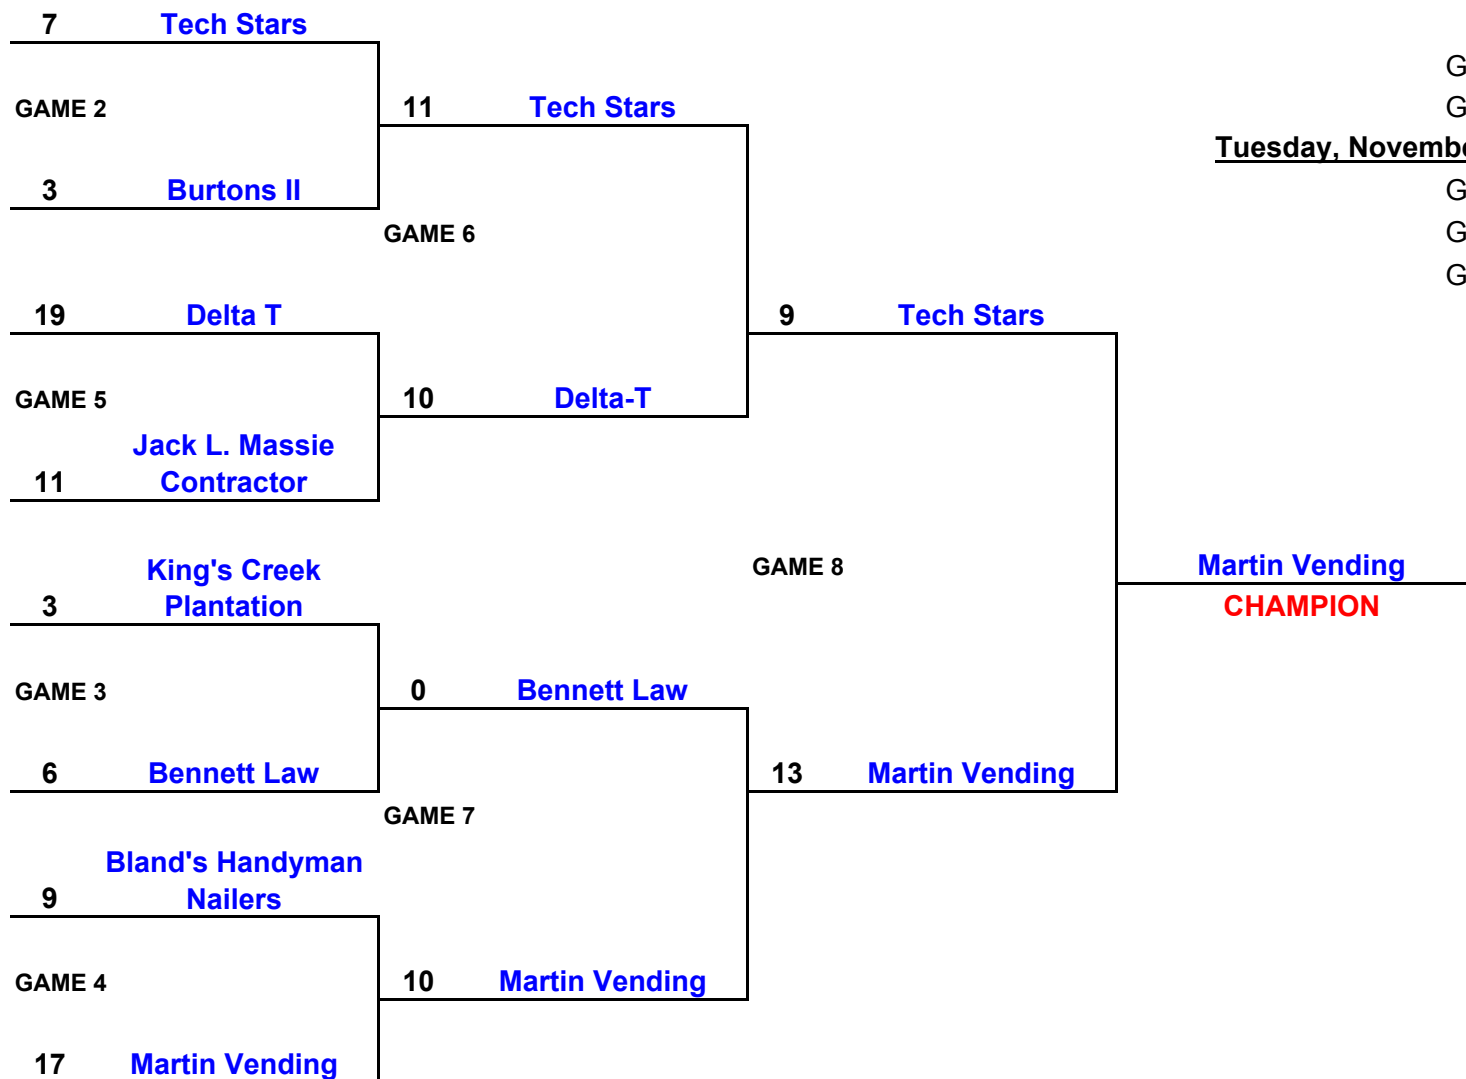 7 Tech Stars
G
GAME 2 11 Tech Stars G
Tuesday, Novembe
3 Burtons II G
GAME 6 G
G
19 Delta T 9 Tech Stars
GAME 5 10 Delta-T
Jack L. Massie
11 Contractor
King's Creek GAME 8 Martin Vending
3 Plantation CHAMPION
GAME 3 0 Bennett Law
6 Bennett Law 13 Martin Vending
GAME 7
Bland's Handyman
9 Nailers
GAME 4 10 Martin Vending
17 Martin Vending